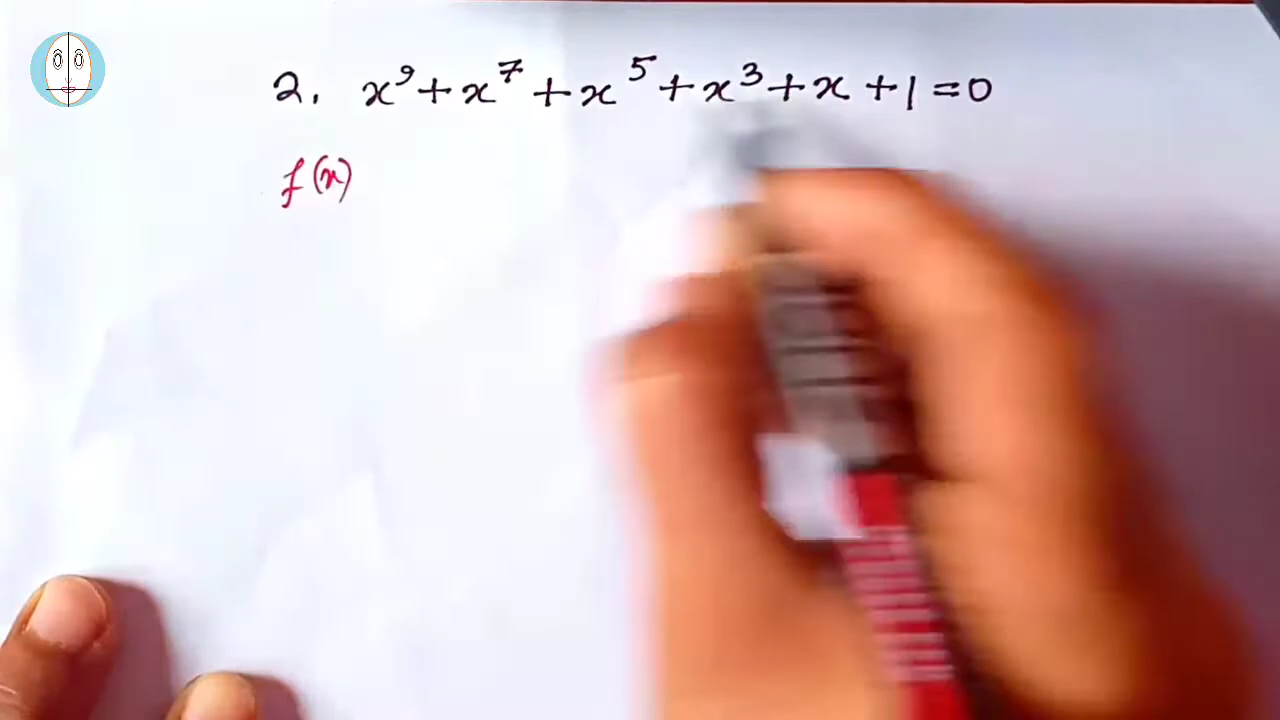 2. x⁹ + x⁷ + x⁵ + x³ + x + 1 = 0
f(x)